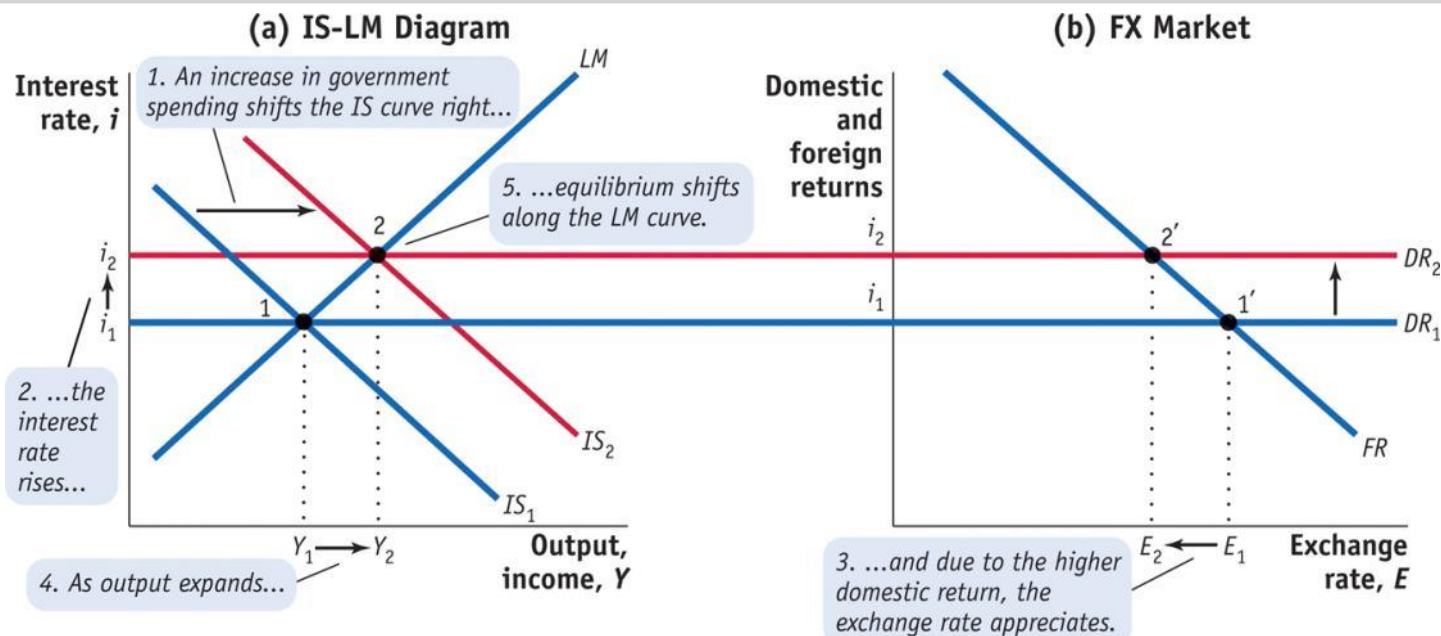 (a) IS-LM Diagram
Interest
rate, i
1. An increase in government
spending shifts the IS curve right...
LM
5. ...equilibrium shifts
along the LM curve.
2
i₂
1
i₁
2. ...the
interest
rate
rises...
IS₂
IS₁
Y₁
Y₂
Output,
income, Y
4. As output expands...
(b) FX Market
Domestic
and
foreign
returns
i₂
2′
DR₂
i₁
1′
DR₁
FR
E₂
E₁
Exchange
rate, E
3. ...and due to the higher
domestic return, the
exchange rate appreciates.